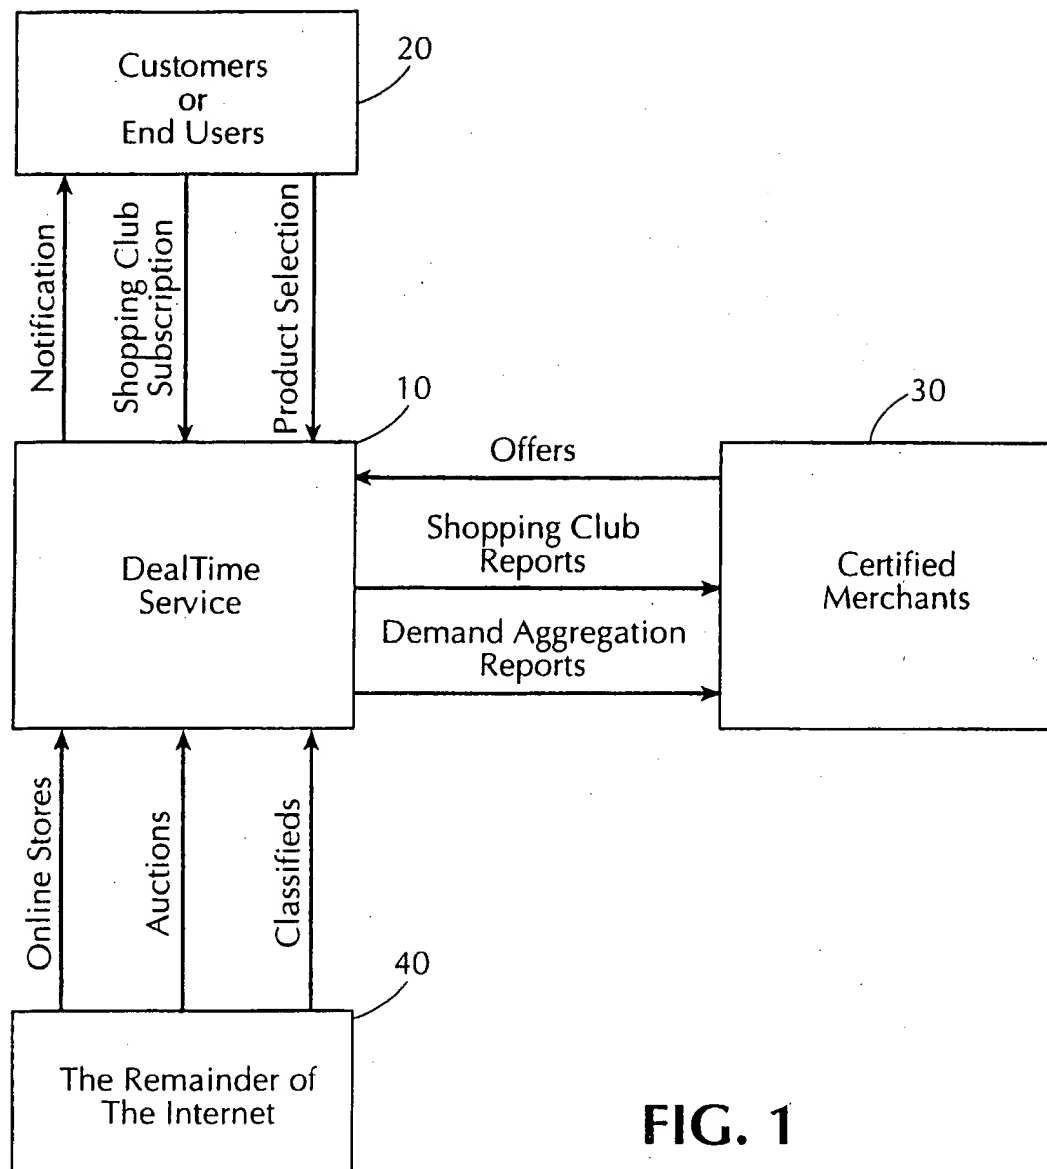 20
Customers
or
End Users
Notification
Shopping Club
Subscription
Product Selection
10
30
Offers
Shopping Club
Reports
DealTime
Service
Certified
Merchants
Demand Aggregation
Reports
Online Stores
Auctions
Classifieds
40
The Remainder of
The Internet
FIG. 1